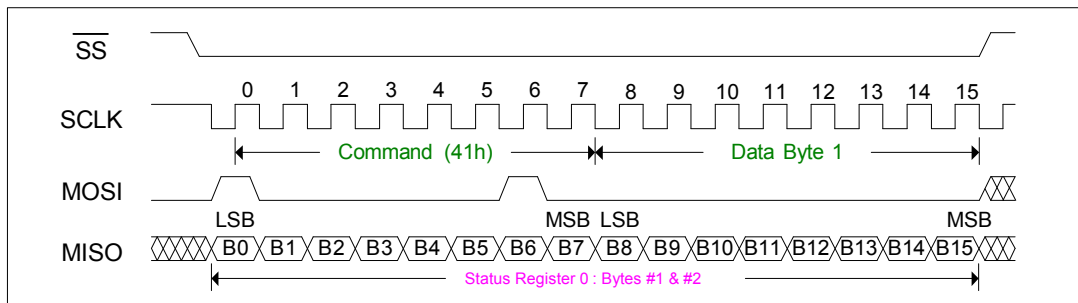 SS
0 1 2 3 4 5 6 7 8 9 10 11 12 13 14 15
SCLK
Command (41h) Data Byte 1
MOSI
LSB MSB LSB MSB
MISO B0 B1 B2 B3 B4 B5 B6 B7 B8 B9 B10 B11 B12 B13 B14 B15
Status Register 0 : Bytes #1 & #2